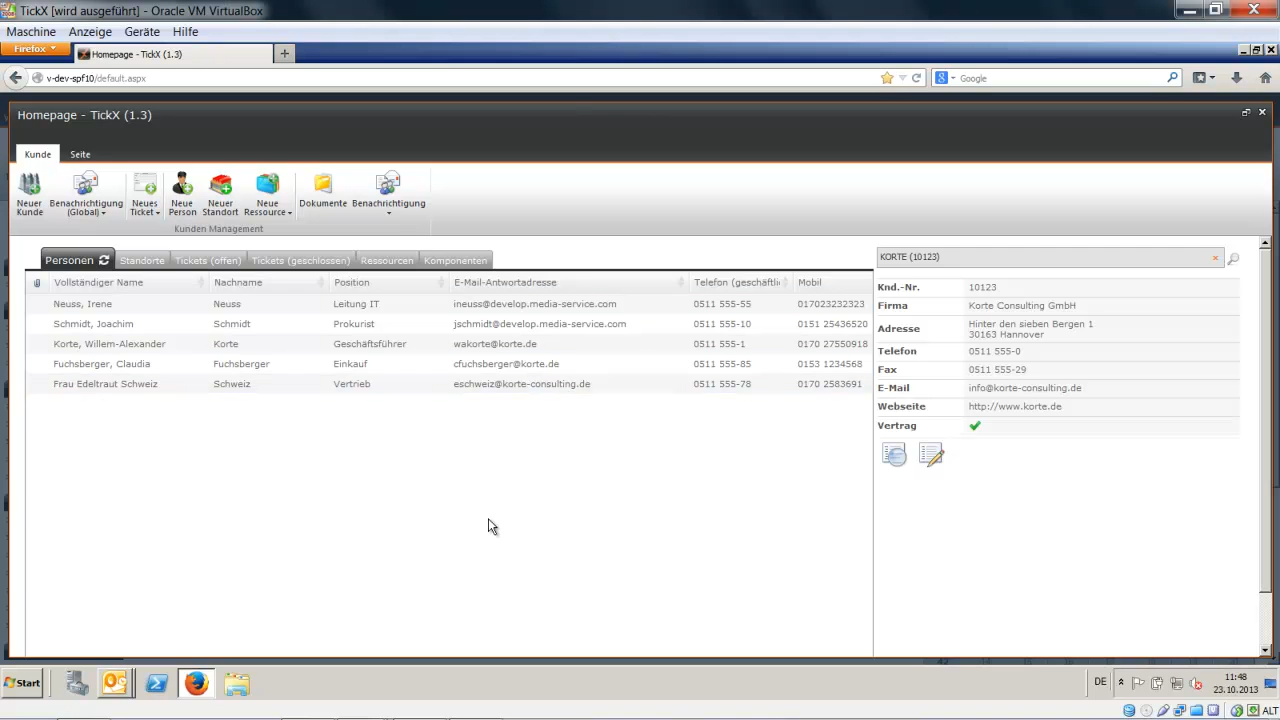 TickX [wird ausgeführt] - Oracle VM VirtualBox
Maschine Anzeige Geräte Hilfe
Firefox
Homepage - TickX (1.3)
v-dev-spf10/default.aspx
Google
Homepage - TickX (1.3)
Kunde Seite
Neuer Kunde
Benachrichtigung (Global)
Neues Ticket
Neue Person
Neuer Standort
Neue Ressource
Dokumente
Benachrichtigung
Kunden Management
Personen Standorte Tickets (offen) Tickets (geschlossen) Ressourcen Komponenten
Vollständiger Name Nachname Position E-Mail-Antwortadresse Telefon (geschäftli Mobil
Neuss, Irene Neuss Leitung IT ineuss@develop.media-service.com 0511 555-55 017023232323
Schmidt, Joachim Schmidt Prokurist jschmidt@develop.media-service.com 0511 555-10 0151 25436520
Korte, Willem-Alexander Korte Geschäftsführer wakorte@korte.de 0511 555-1 0170 27550918
Fuchsberger, Claudia Fuchsberger Einkauf cfuchsberger@korte.de 0511 555-85 0153 1234568
Frau Edeltraut Schweiz Schweiz Vertrieb eschweiz@korte-consulting.de 0511 555-78 0170 2583691
KORTE (10123)
Knd.-Nr. 10123
Firma Korte Consulting GmbH
Adresse Hinter den sieben Bergen 1
30163 Hannover
Telefon 0511 555-0
Fax 0511 555-29
E-Mail info@korte-consulting.de
Webseite http://www.korte.de
Vertrag
Start
DE
11:48
23.10.2013
ALT